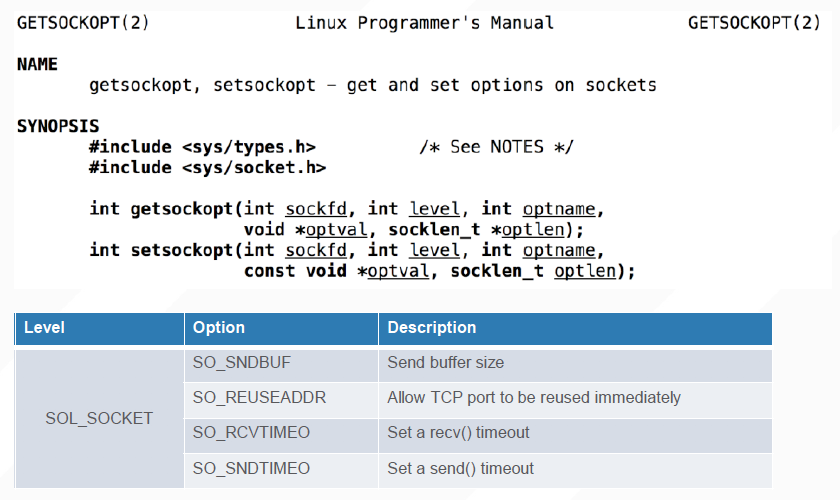 GETSOCKOPT(2) Linux Programmer's Manual GETSOCKOPT(2)
NAME
getsockopt, setsockopt – get and set options on sockets
SYNOPSIS
#include <sys/types.h> /* See NOTES */
#include <sys/socket.h>
int getsockopt(int sockfd, int level, int optname,
void *optval, socklen_t *optlen);
int setsockopt(int sockfd, int level, int optname,
const void *optval, socklen_t optlen);
Level Option Description
SOL_SOCKET
SO_SNDBUF Send buffer size
SO_REUSEADDR Allow TCP port to be reused immediately
SO_RCVTIMEO Set a recv() timeout
SO_SNDTIMEO Set a send() timeout